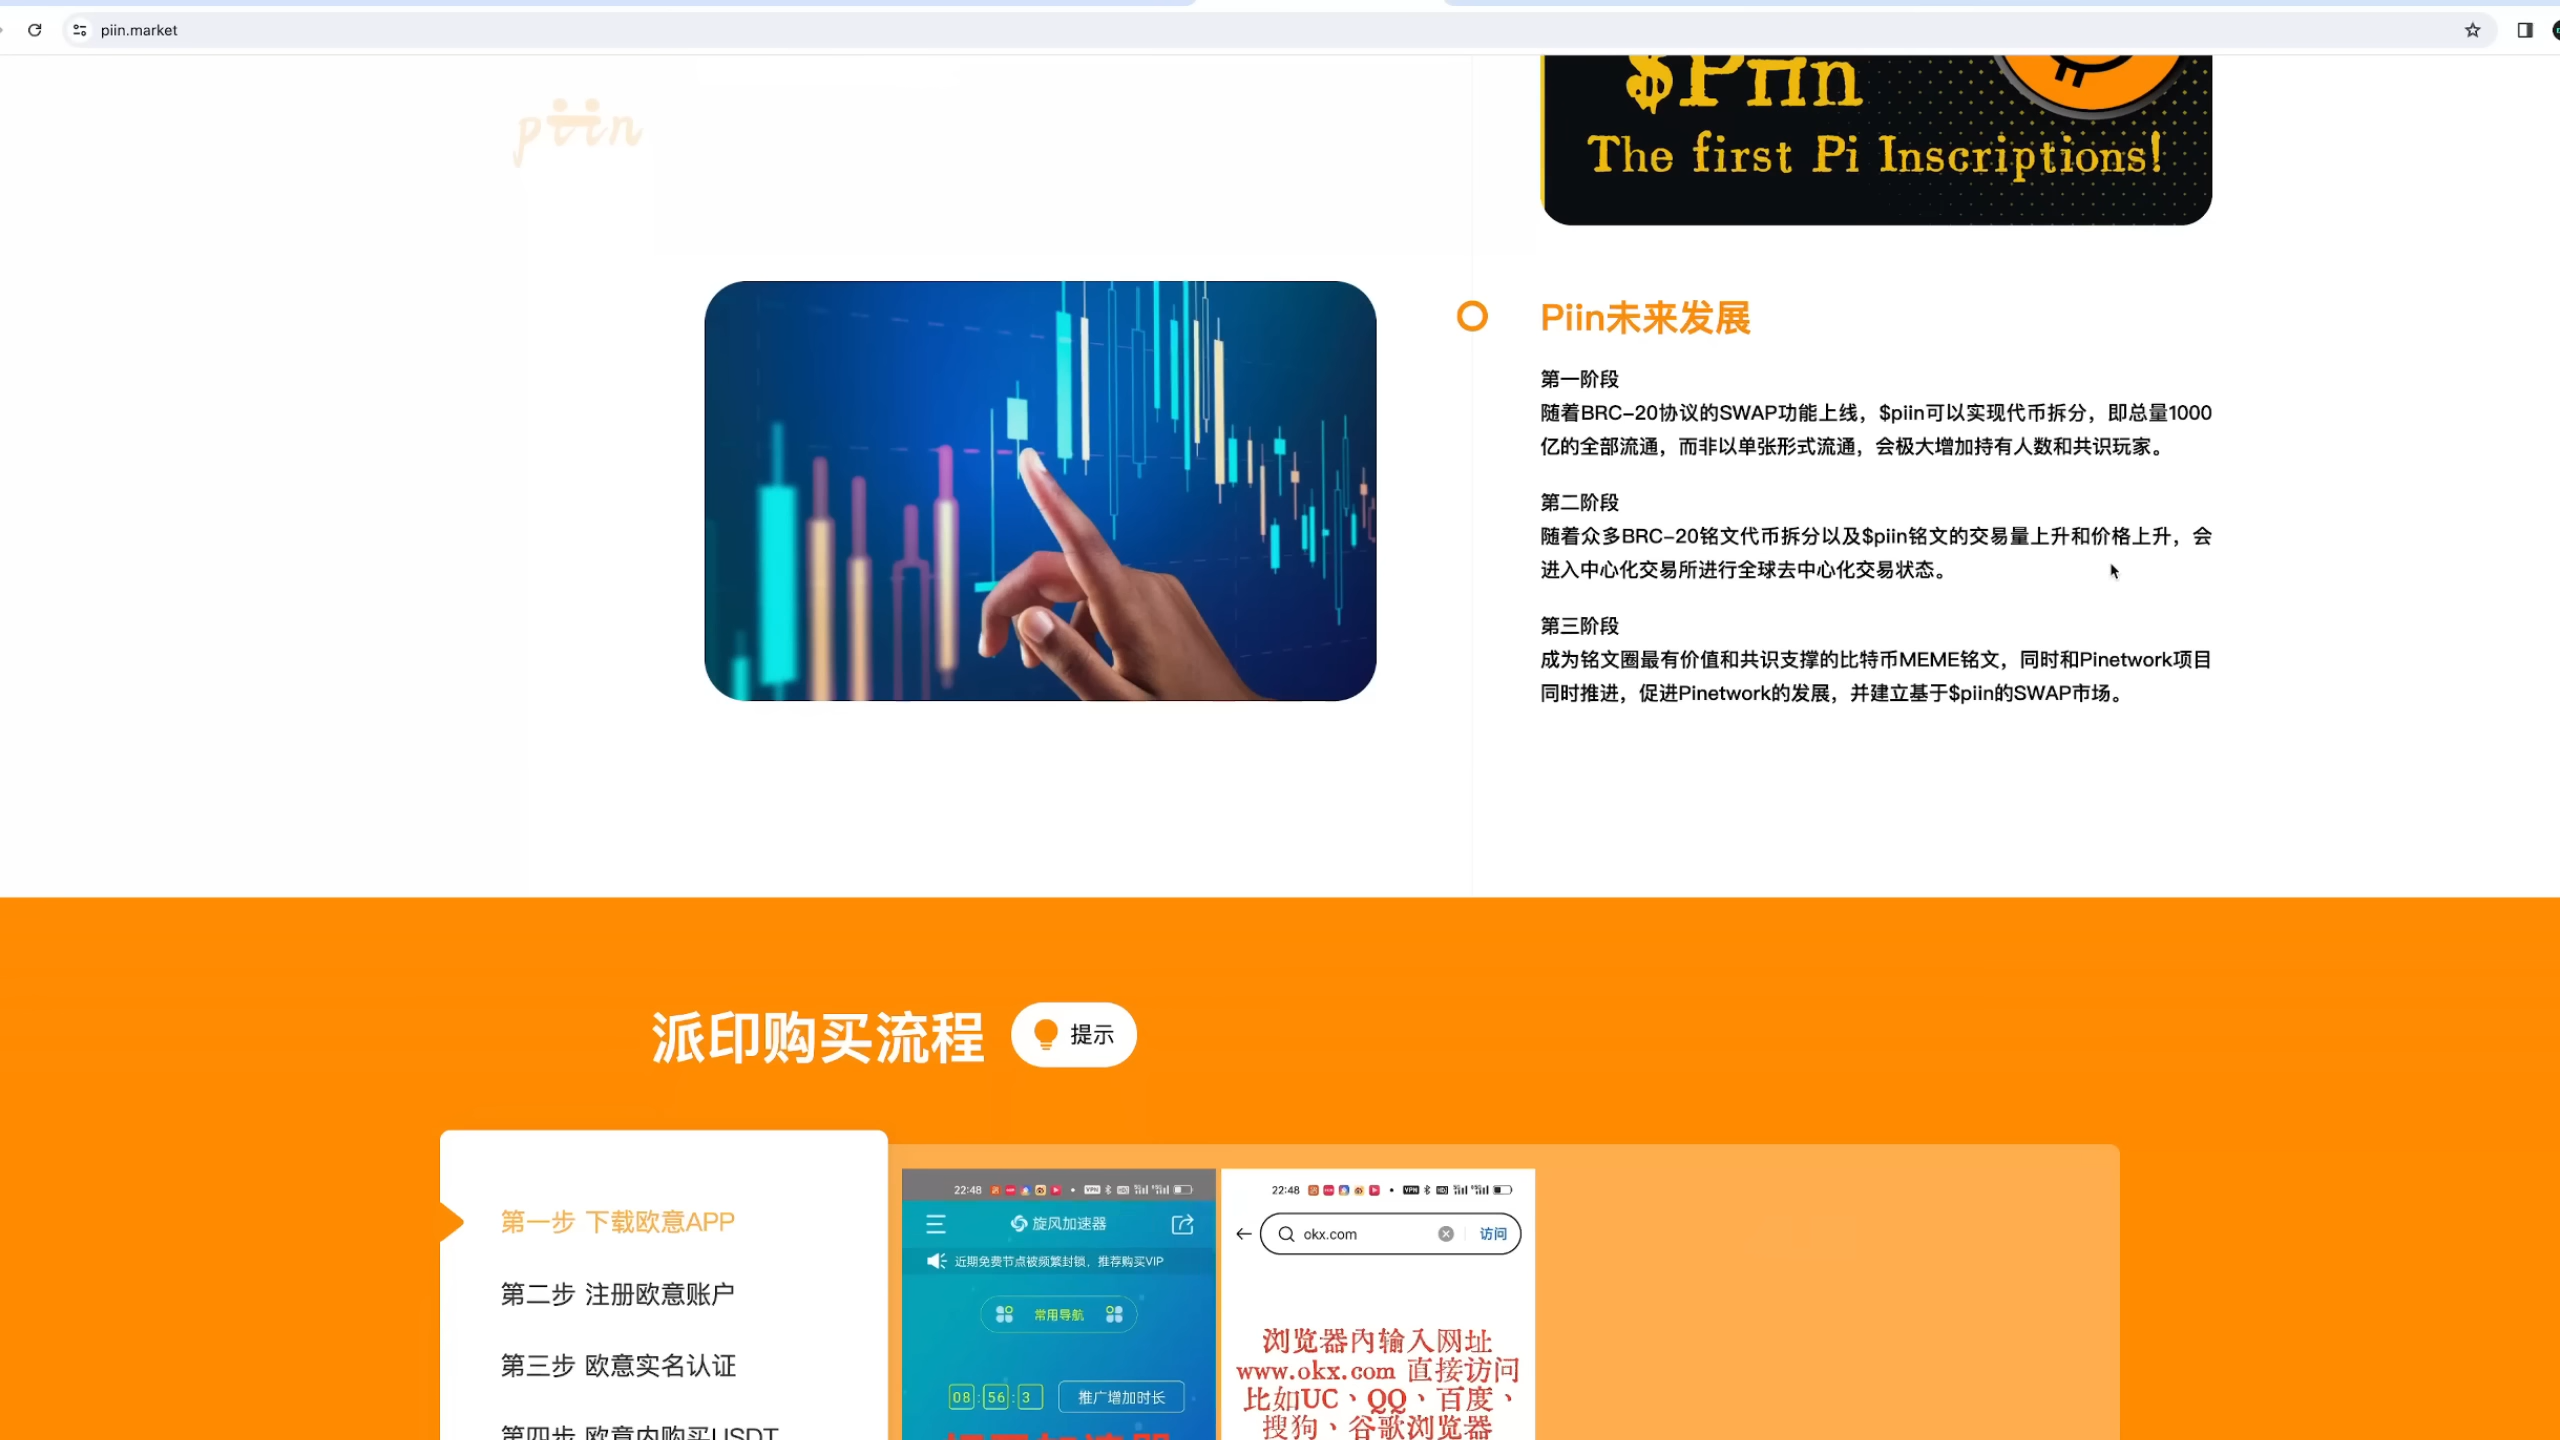 piin.market
piin
$Piin
The first Pi Inscriptions!
Piin未来发展
第一阶段
随着BRC-20协议的SWAP功能上线，$piin可以实现代币拆分，即总量1000
亿的全部流通，而非以单张形式流通，会极大增加持有人数和共识玩家。
第二阶段
随着众多BRC-20铭文代币拆分以及$piin铭文的交易量上升和价格上升，会
进入中心化交易所进行全球去中心化交易状态。
第三阶段
成为铭文圈最有价值和共识支撑的比特币MEME铭文，同时和Pinetwork项目
同时推进，促进Pinetwork的发展，并建立基于$piin的SWAP市场。
派印购买流程
提示
第一步 下载欧意APP
第二步 注册欧意账户
第三步 欧意实名认证
第四步 欧意内购买USDT
22:48
旋风加速器
近期免费节点被频繁封锁，推荐购买VIP
常用导航
08:56:3
推广增加时长
22:48
okx.com
访问
浏览器内输入网址
www.okx.com 直接访问
比如UC、QQ、百度、
搜狗、谷歌浏览器